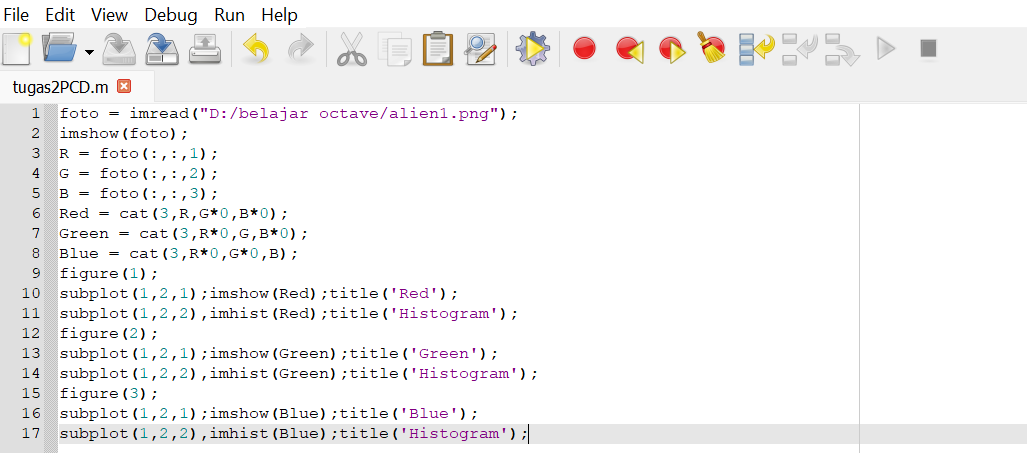 File Edit View Debug Run Help
tugas2PCD.m
1 foto = imread("D:/belajar octave/alien1.png");
2 imshow(foto);
3 R = foto(:,:,1);
4 G = foto(:,:,2);
5 B = foto(:,:,3);
6 Red = cat(3,R,G*0,B*0);
7 Green = cat(3,R*0,G,B*0);
8 Blue = cat(3,R*0,G*0,B);
9 figure(1);
10 subplot(1,2,1);imshow(Red);title('Red');
11 subplot(1,2,2),imhist(Red);title('Histogram');
12 figure(2);
13 subplot(1,2,1);imshow(Green);title('Green');
14 subplot(1,2,2),imhist(Green);title('Histogram');
15 figure(3);
16 subplot(1,2,1);imshow(Blue);title('Blue');
17 subplot(1,2,2),imhist(Blue);title('Histogram');